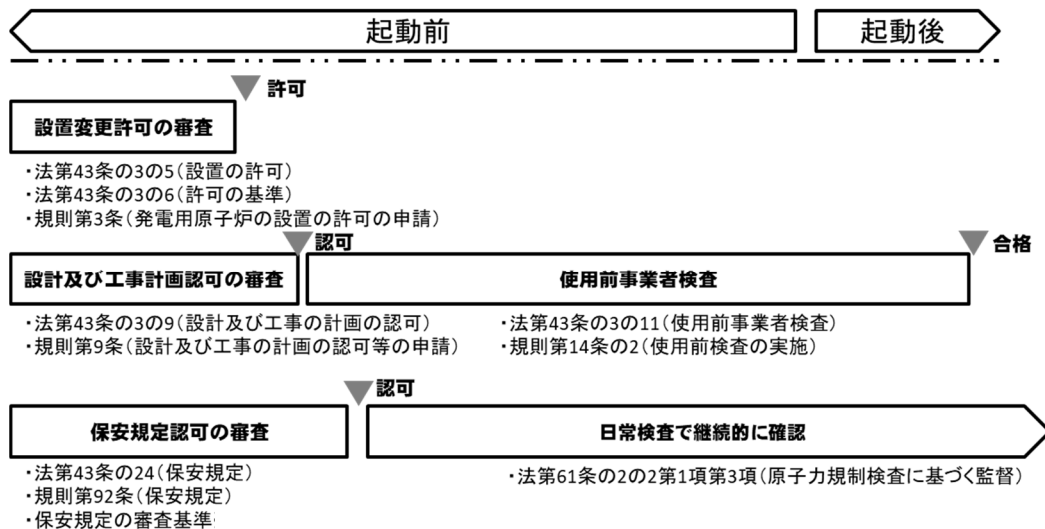 起動前
起動後
許可
設置変更許可の審査
・法第43条の3の5(設置の許可)
・法第43条の3の6(許可の基準)
・規則第3条(発電用原子炉の設置の許可の申請)
認可
合格
設計及び工事計画認可の審査
使用前事業者検査
・法第43条の3の9(設計及び工事の計画の認可)
・規則第9条(設計及び工事の計画の認可等の申請)
・法第43条の3の11(使用前事業者検査)
・規則第14条の2(使用前検査の実施)
認可
保安規定認可の審査
日常検査で継続的に確認
・法第43条の24(保安規定)
・規則第92条(保安規定)
・保安規定の審査基準
・法第61条の2の2第1項第3項(原子力規制検査に基づく監督)